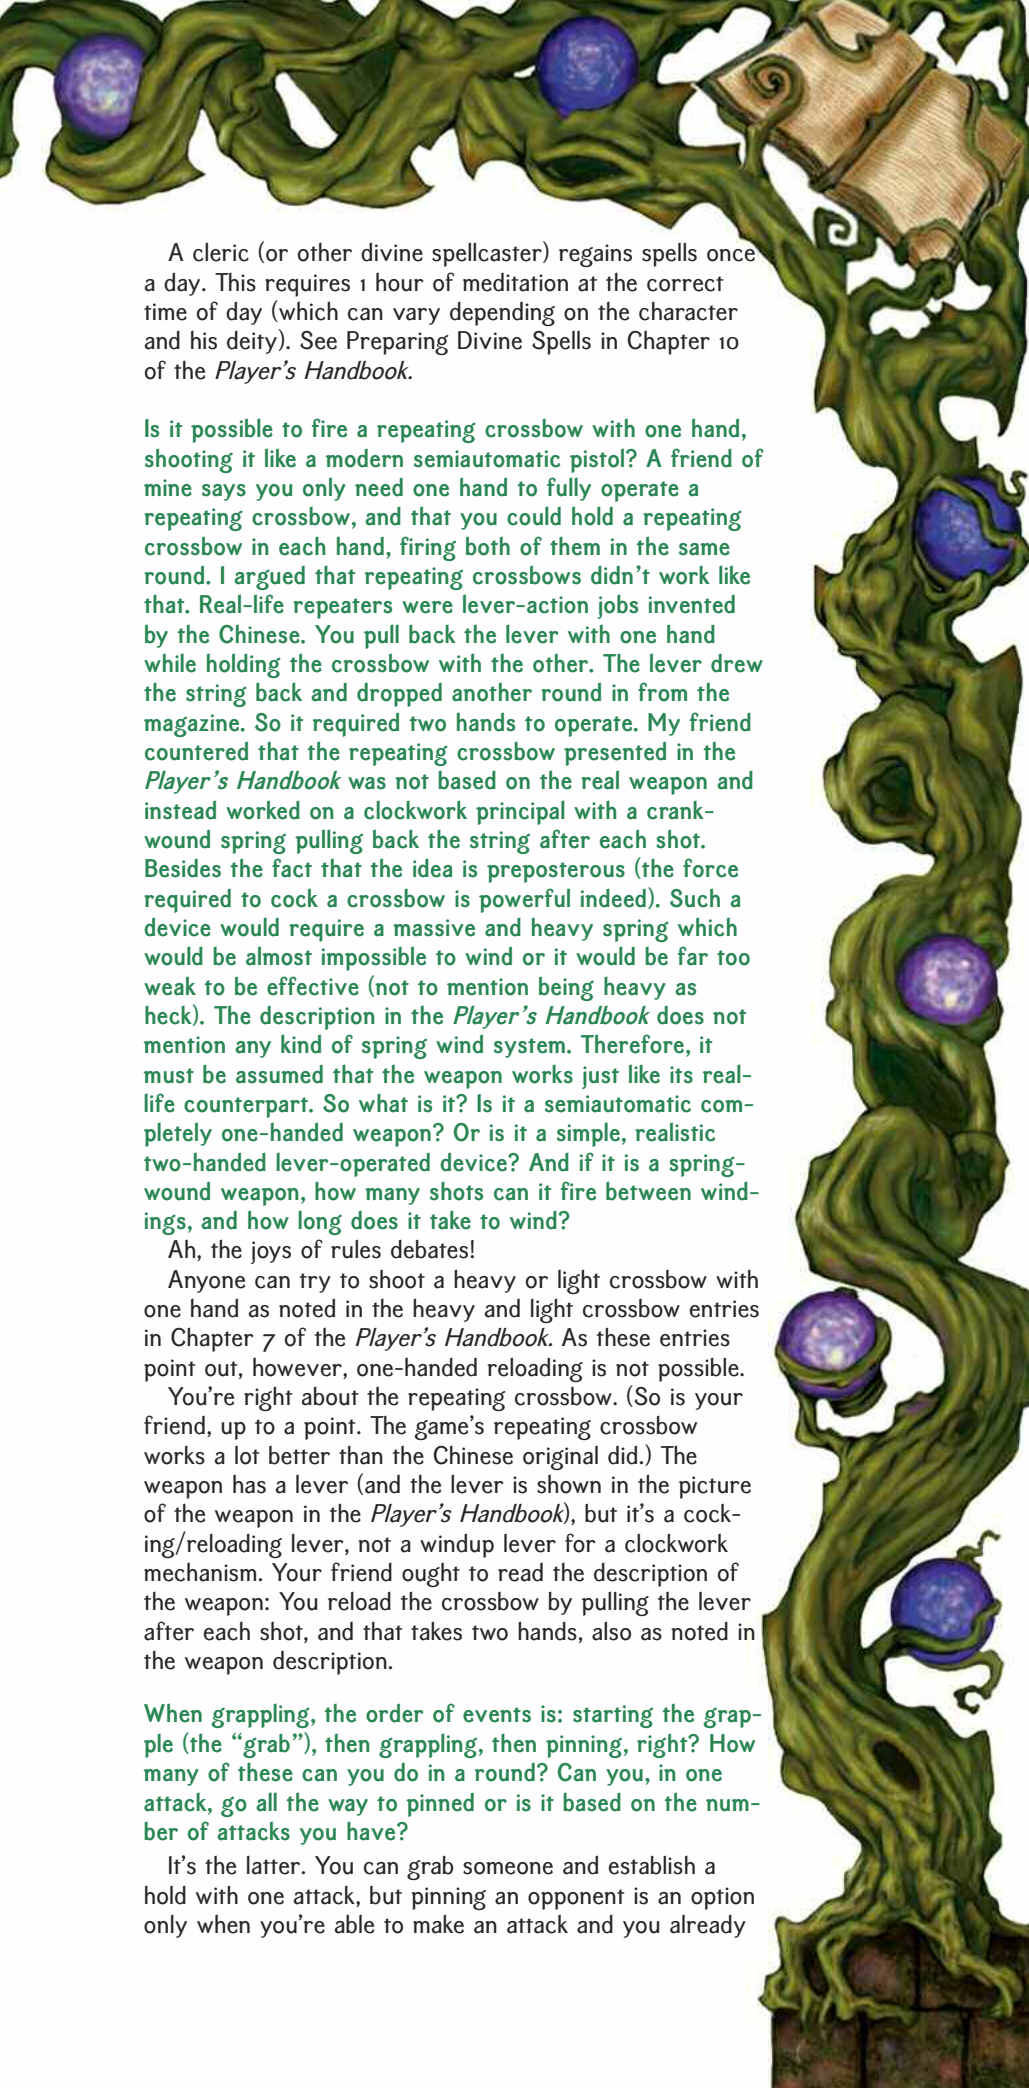 A cleric (or other divine spellcaster) regains spells once
a day. This requires 1 hour of meditation at the correct
time of day (which can vary depending on the character
and his deity). See Preparing Divine Spells in Chapter 10
of the Player's Handbook.
Is it possible to fire a repeating crossbow with one hand,
shooting it like a modern semiautomatic pistol? A friend of
mine says you only need one hand to fully operate a
repeating crossbow, and that you could hold a repeating
crossbow in each hand, firing both of them in the same
round. I argued that repeating crossbows didn't work like
that. Real-life repeaters were lever-action jobs invented
by the Chinese. You pull back the lever with one hand
while holding the crossbow with the other. The lever drew
the string back and dropped another round in from the
magazine. So it required two hands to operate. My friend
countered that the repeating crossbow presented in the
Player's Handbook was not based on the real weapon and
instead worked on a clockwork principal with a crank-
wound spring pulling back the string after each shot.
Besides the fact that the idea is preposterous (the force
required to cock a crossbow is powerful indeed). Such a
device would require a massive and heavy spring which
would be almost impossible to wind or it would be far too
weak to be effective (not to mention being heavy as
heck). The description in the Player's Handbook does not
mention any kind of spring wind system. Therefore, it
must be assumed that the weapon works just like its real-
life counterpart. So what is it? Is it a semiautomatic com-
pletely one-handed weapon? Or is it a simple, realistic
two-handed lever-operated device? And if it is a spring-
wound weapon, how many shots can it fire between wind-
ings, and how long does it take to wind?
Ah, the joys of rules debates!
Anyone can try to shoot a heavy or light crossbow with
one hand as noted in the heavy and light crossbow entries
in Chapter 7 of the Player's Handbook. As these entries
point out, however, one-handed reloading is not possible.
You're right about the repeating crossbow. (So is your
friend, up to a point. The game's repeating crossbow
works a lot better than the Chinese original did.) The
weapon has a lever (and the lever is shown in the picture
of the weapon in the Player's Handbook), but it's a cock-
ing/reloading lever, not a windup lever for a clockwork
mechanism. Your friend ought to read the description of
the weapon: You reload the crossbow by pulling the lever
after each shot, and that takes two hands, also as noted in
the weapon description.
When grappling, the order of events is: starting the grap-
ple (the “grab”), then grappling, then pinning, right? How
many of these can you do in a round? Can you, in one
attack, go all the way to pinned or is it based on the num-
ber of attacks you have?
It's the latter. You can grab someone and establish a
hold with one attack, but pinning an opponent is an option
only when you're able to make an attack and you already